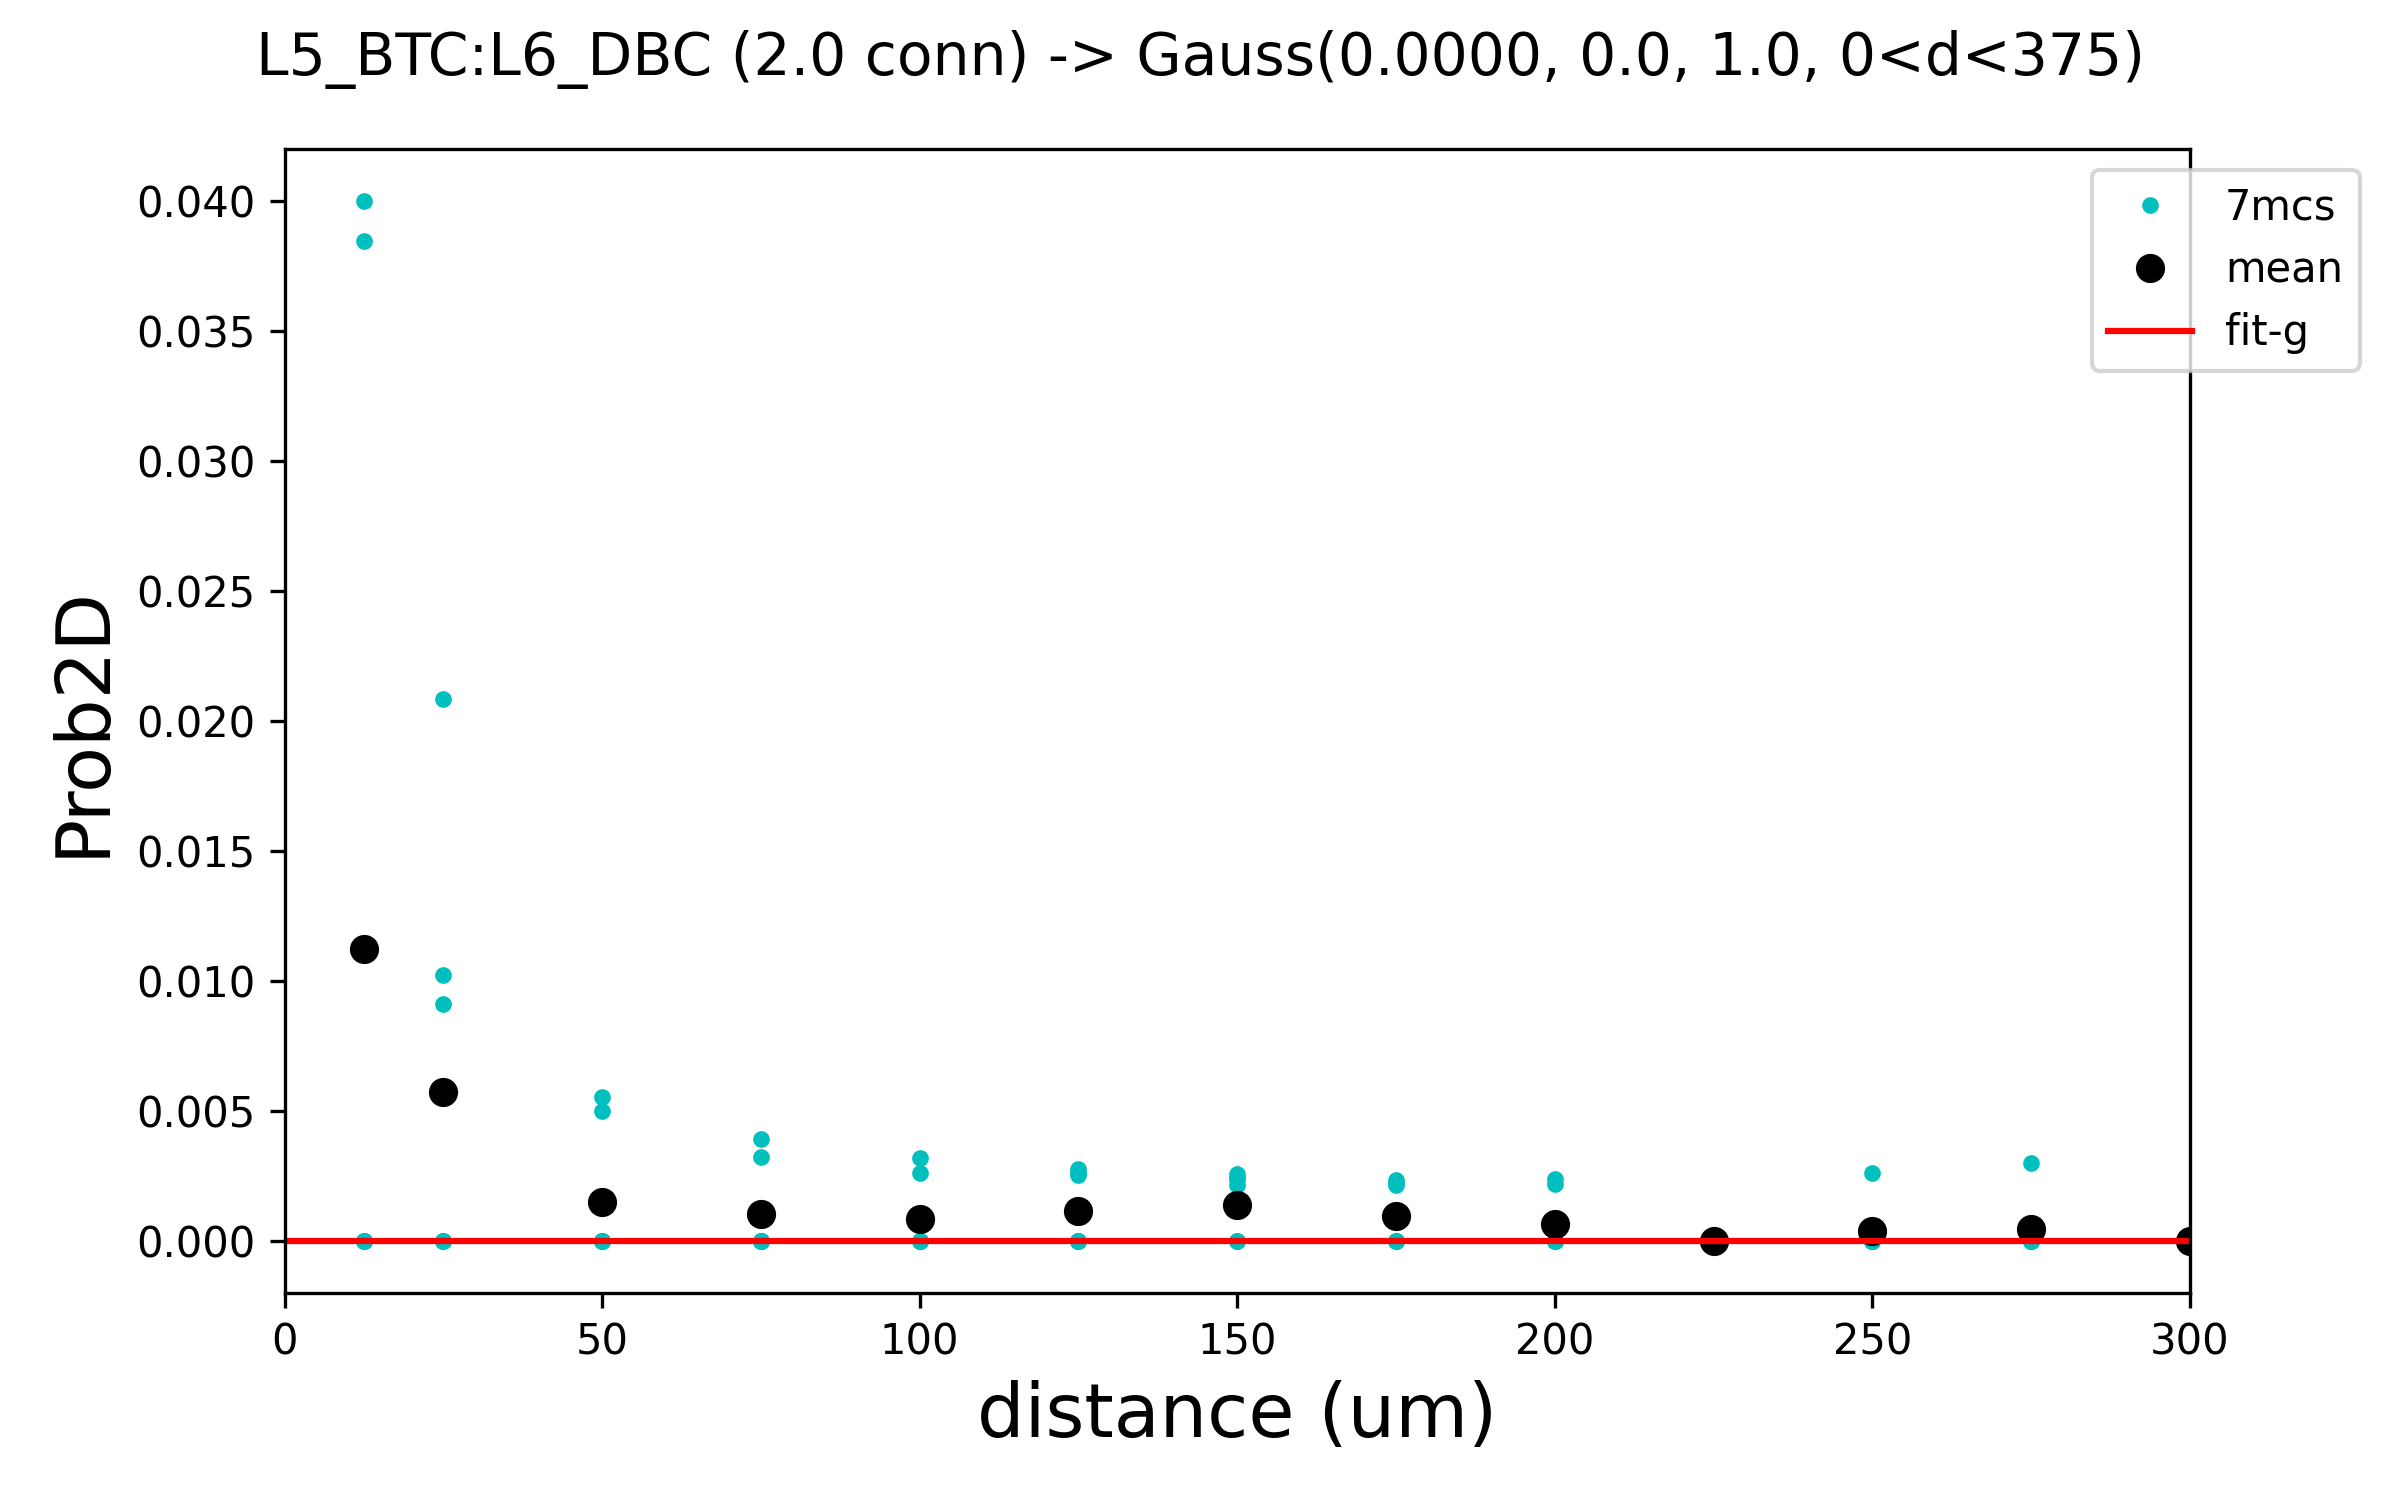 L5_BTC:L6_DBC (2.0 conn) -> Gauss(0.0000, 0.0, 1.0, 0<d<375)
7mcs
mean
fit-g
Prob2D
0.040
0.035
0.030
0.025
0.020
0.015
0.010
0.005
0.000
0 50 100 150 200 250 300
distance (um)